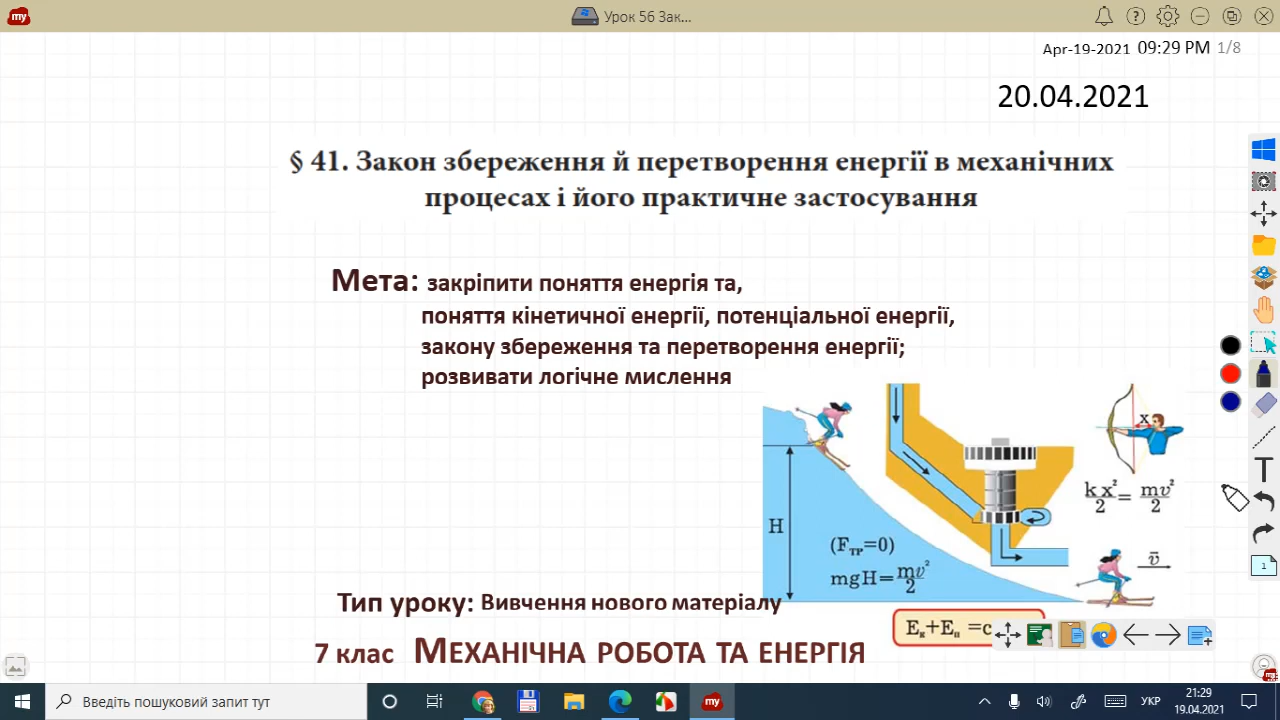 my
Урок 56 Зак...
Apr-19-2021 09:29 PM 1/8
20.04.2021
§ 41. Закон збереження й перетворення енергії в механічних
процесах і його практичне застосування
Мета: закріпити поняття енергія та,
поняття кінетичної енергії, потенціальної енергії,
закону збереження та перетворення енергії;
розвивати логічне мислення
x
kx²/2 = mv²/2
H
(Fтр=0)
mgH = mv²/2
v̄
Тип уроку: Вивчення нового матеріалу
Eк+Eп =c
7 клас МЕХАНІЧНА РОБОТА ТА ЕНЕРГІЯ
T
1
Введіть пошуковий запит тут
my
УКР
21:29
19.04.2021